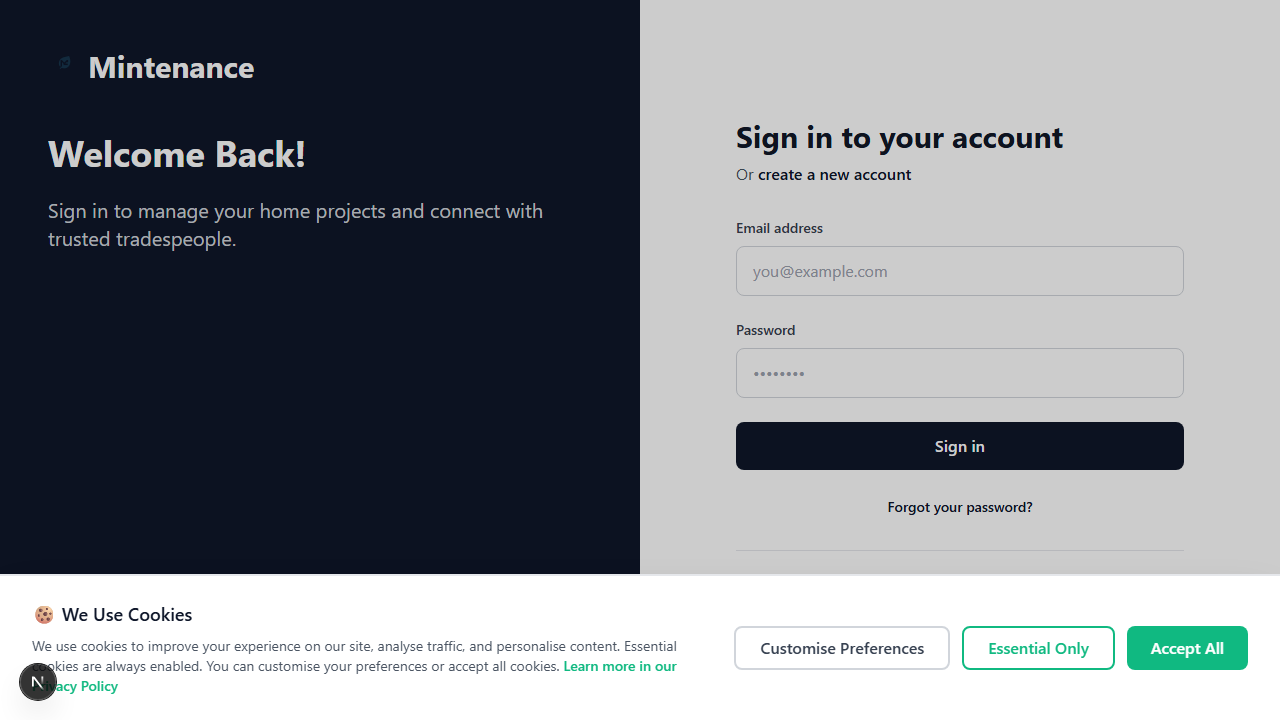 Mintenance
Welcome Back!
Sign in to manage your home projects and connect with
trusted tradespeople.
Sign in to your account
Or create a new account
Email address
you@example.com
Password
••••••••
Sign in
Forgot your password?
🍪 We Use Cookies
We use cookies to improve your experience on our site, analyse traffic, and personalise content. Essential
cookies are always enabled. You can customise your preferences or accept all cookies. Learn more in our
Privacy Policy
Customise Preferences
Essential Only
Accept All
N